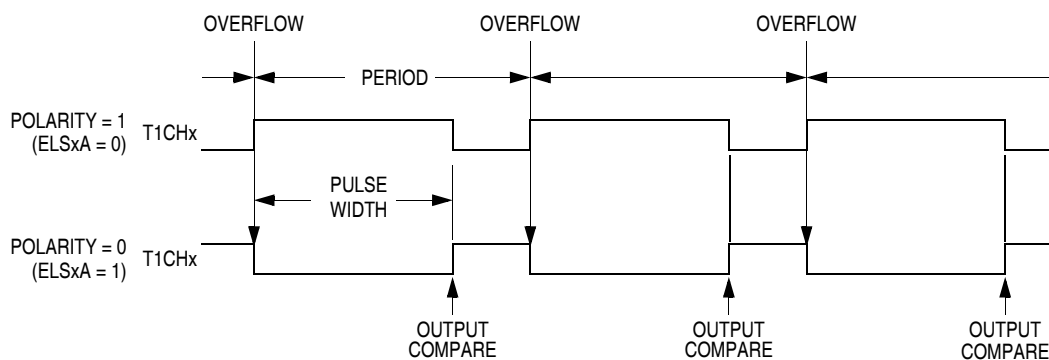 OVERFLOW OVERFLOW OVERFLOW
PERIOD
POLARITY = 1
(ELSxA = 0)
T1CHx
PULSE
WIDTH
POLARITY = 0
(ELSxA = 1)
T1CHx
OUTPUT
COMPARE
OUTPUT
COMPARE
OUTPUT
COMPARE